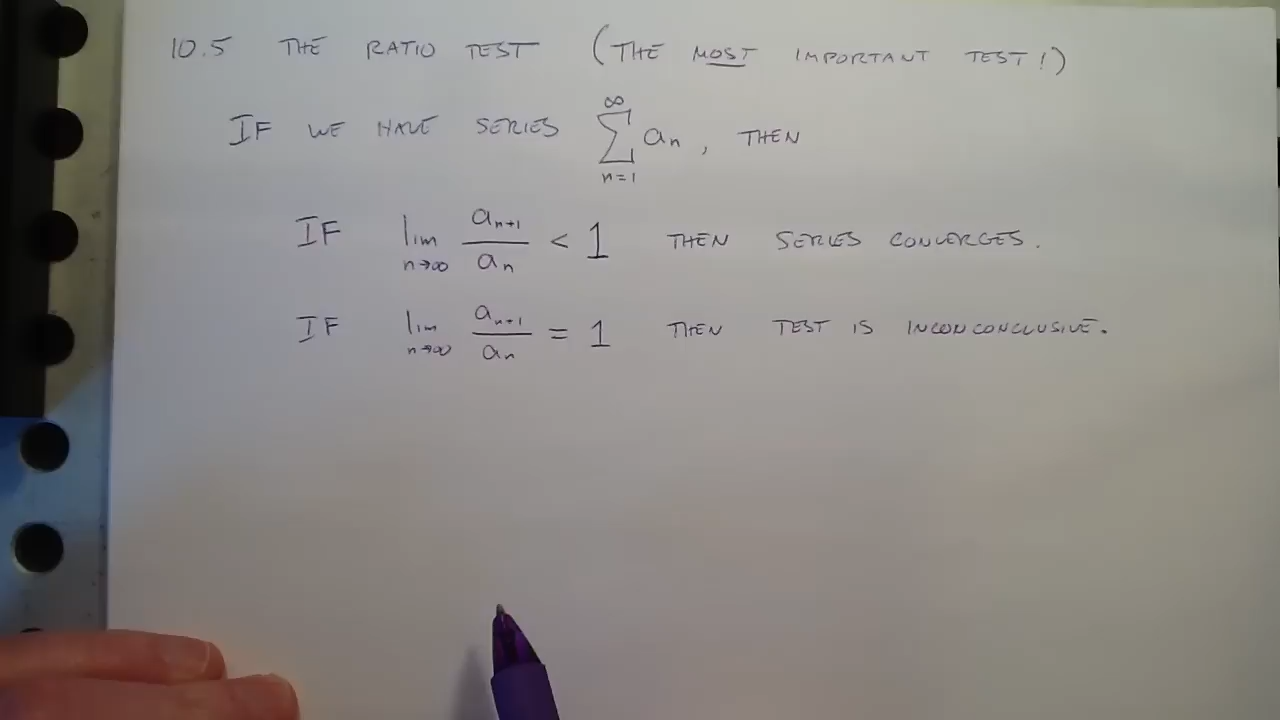 10.5 THE RATIO TEST (THE MOST IMPORTANT TEST!)
IF WE HAVE SERIES ∑_{n=1}^{∞} a_n, THEN
IF lim_{n→∞} a_{n+1}/a_n < 1 THEN SERIES CONVERGES.
IF lim_{n→∞} a_{n+1}/a_n = 1 THEN TEST IS INCONCONCLUSIVE.